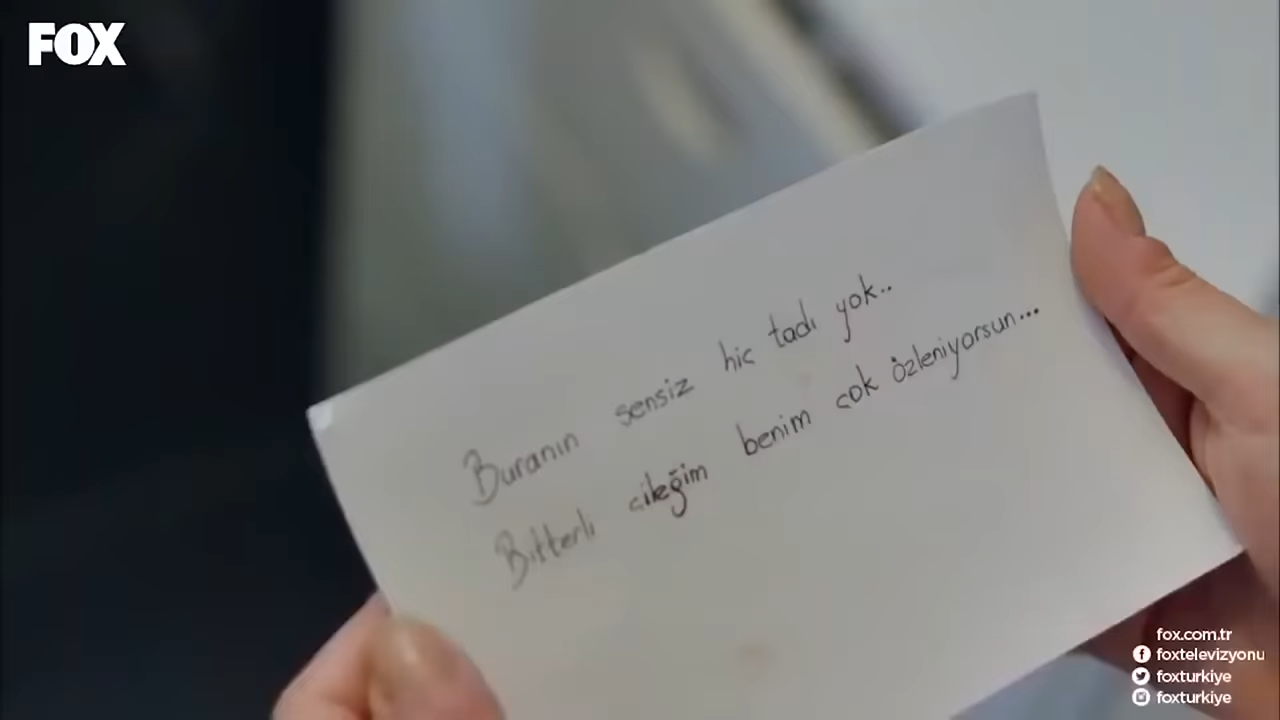 FOX
Buranın sensiz hiç tadı yok..
Bitterli çileğim benim çok özleniyorsun...
fox.com.tr
foxtelevizyonu
foxturkiye
foxturkiye